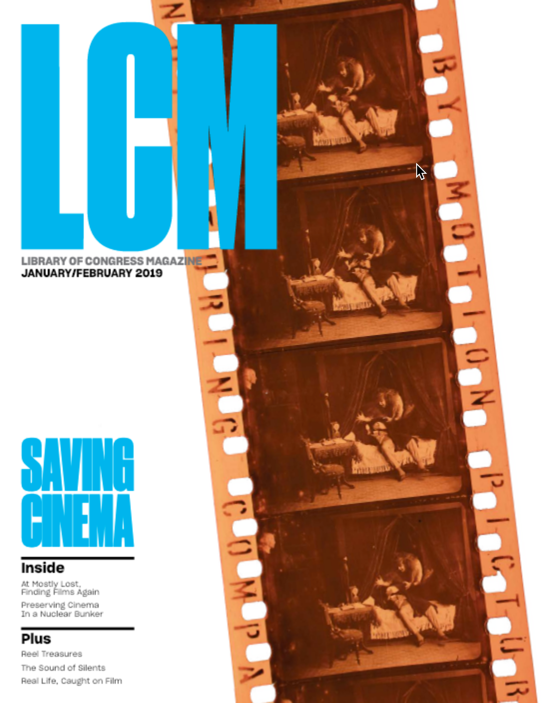 LCM
LIBRARY OF CONGRESS MAGAZINE
JANUARY/FEBRUARY 2019
SAVING
CINEMA
Inside
At Mostly Lost,
Finding Films Again
Preserving Cinema
In a Nuclear Bunker
Plus
Reel Treasures
The Sound of Silents
Real Life, Caught on Film
BY MOTION PICTUR
RING COMPA